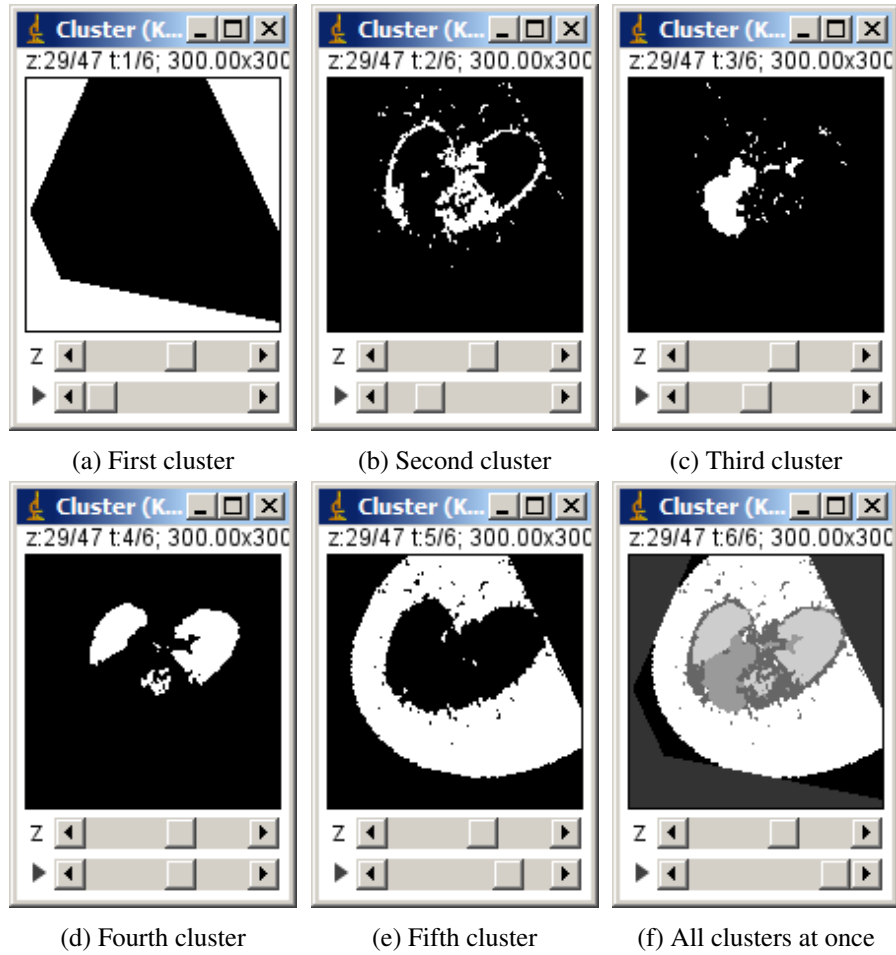 Cluster (K...
z:29/47 t:1/6; 300.00x300
Z
(a) First cluster
Cluster (K...
z:29/47 t:2/6; 300.00x300
Z
(b) Second cluster
Cluster (K...
z:29/47 t:3/6; 300.00x300
Z
(c) Third cluster
Cluster (K...
z:29/47 t:4/6; 300.00x300
Z
(d) Fourth cluster
Cluster (K...
z:29/47 t:5/6; 300.00x300
Z
(e) Fifth cluster
Cluster (K...
z:29/47 t:6/6; 300.00x300
Z
(f) All clusters at once